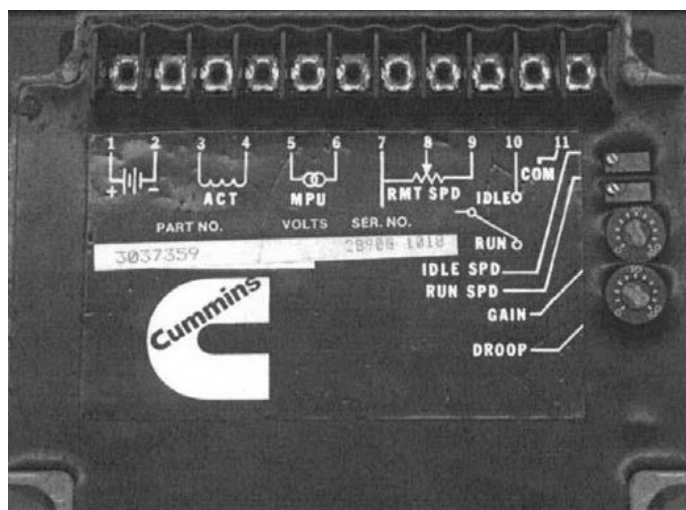 1 2 3 4 5 6 7 8 9 10 11
+ - ACT MPU RMT SPD IDLE COM
PART NO. VOLTS SER. NO.
RUN
3037359
IDLE SPD
RUN SPD
Cummins
GAIN
DROOP